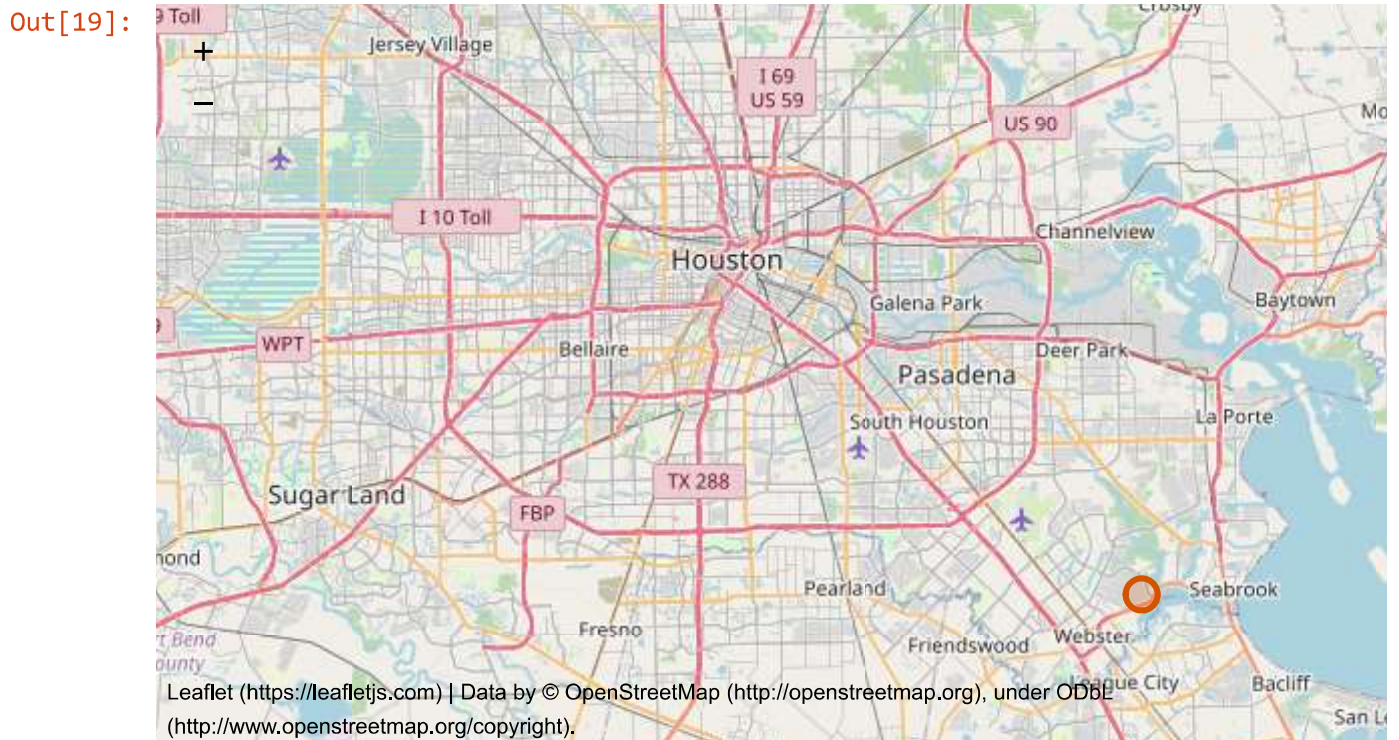 Out[19]:
9 Toll
+
−
Jersey Village
Crosby
I 69
US 59
US 90
I 10 Toll
Channelview
Houston
Galena Park
Baytown
WPT
Bellaire
Deer Park
Pasadena
La Porte
South Houston
TX 288
Sugar Land
FBP
Pearland
Seabrook
Fresno
Friendswood
Webster
League City
Bacliff
Leaflet (https://leafletjs.com) | Data by © OpenStreetMap (http://openstreetmap.org), under ODbL
(http://www.openstreetmap.org/copyright).